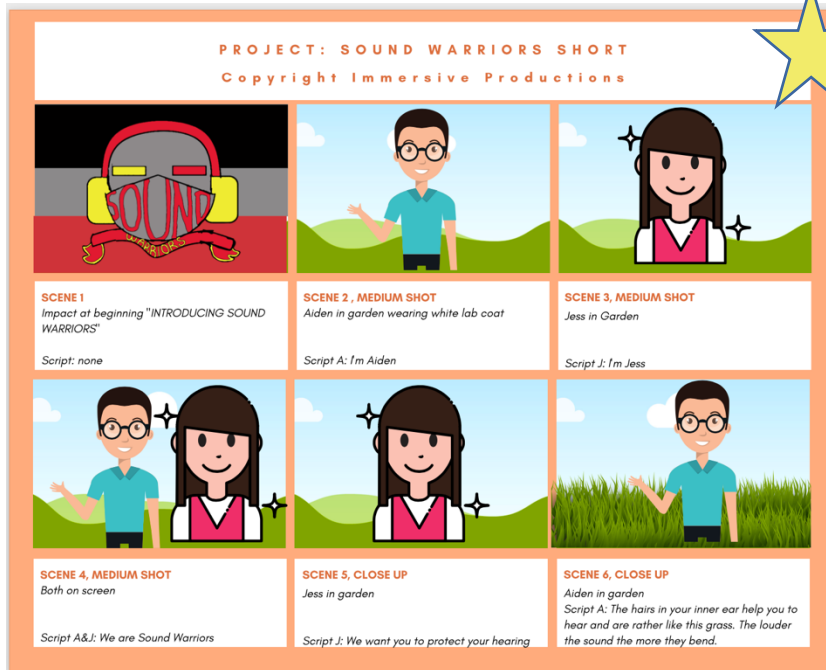 PROJECT: SOUND WARRIORS SHORT
Copyright Immersive Productions
SOUND
WARRIORS
SCENE 1
Impact at beginning "INTRODUCING SOUND
WARRIORS"
Script: none
SCENE 2 , MEDIUM SHOT
Aiden in garden wearing white lab coat
Script A: I'm Aiden
SCENE 3, MEDIUM SHOT
Jess in Garden
Script J: I'm Jess
SCENE 4, MEDIUM SHOT
Both on screen
Script A&J: We are Sound Warriors
SCENE 5, CLOSE UP
Jess in garden
Script J: We want you to protect your hearing
SCENE 6, CLOSE UP
Aiden in garden
Script A: The hairs in your inner ear help you to
hear and are rather like this grass. The louder
the sound the more they bend.